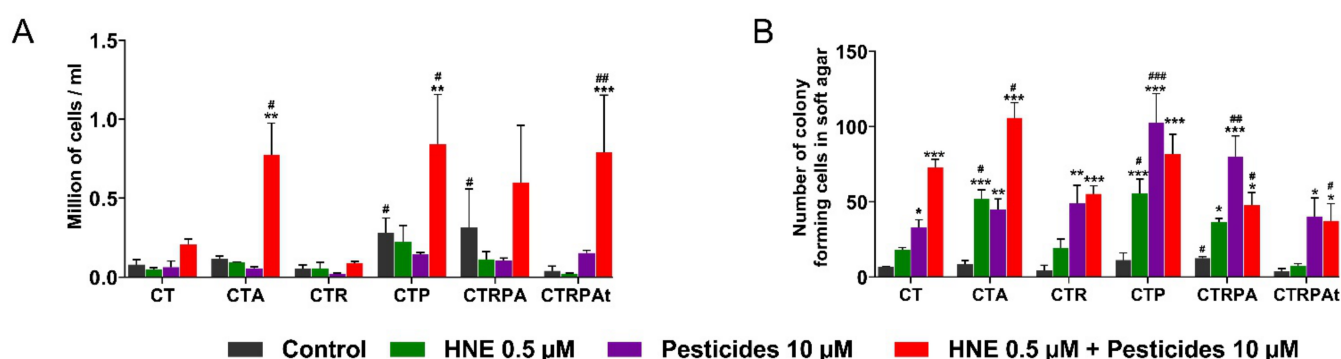 A
Million of cells / ml
1.5
1.0
0.5
0.0
#
**
#
#
**
#
##
***
CT
CTA
CTR
CTP
CTRPA
CTRPAt
B
Number of colony
forming cells in soft agar
150
100
50
0
*
***
#
***
**
#
***
**
***
#
***
###
***
***
#
*
##
***
#
*
*
#
*
CT
CTA
CTR
CTP
CTRPA
CTRPAt
Control
HNE 0.5 µM
Pesticides 10 µM
HNE 0.5 µM + Pesticides 10 µM